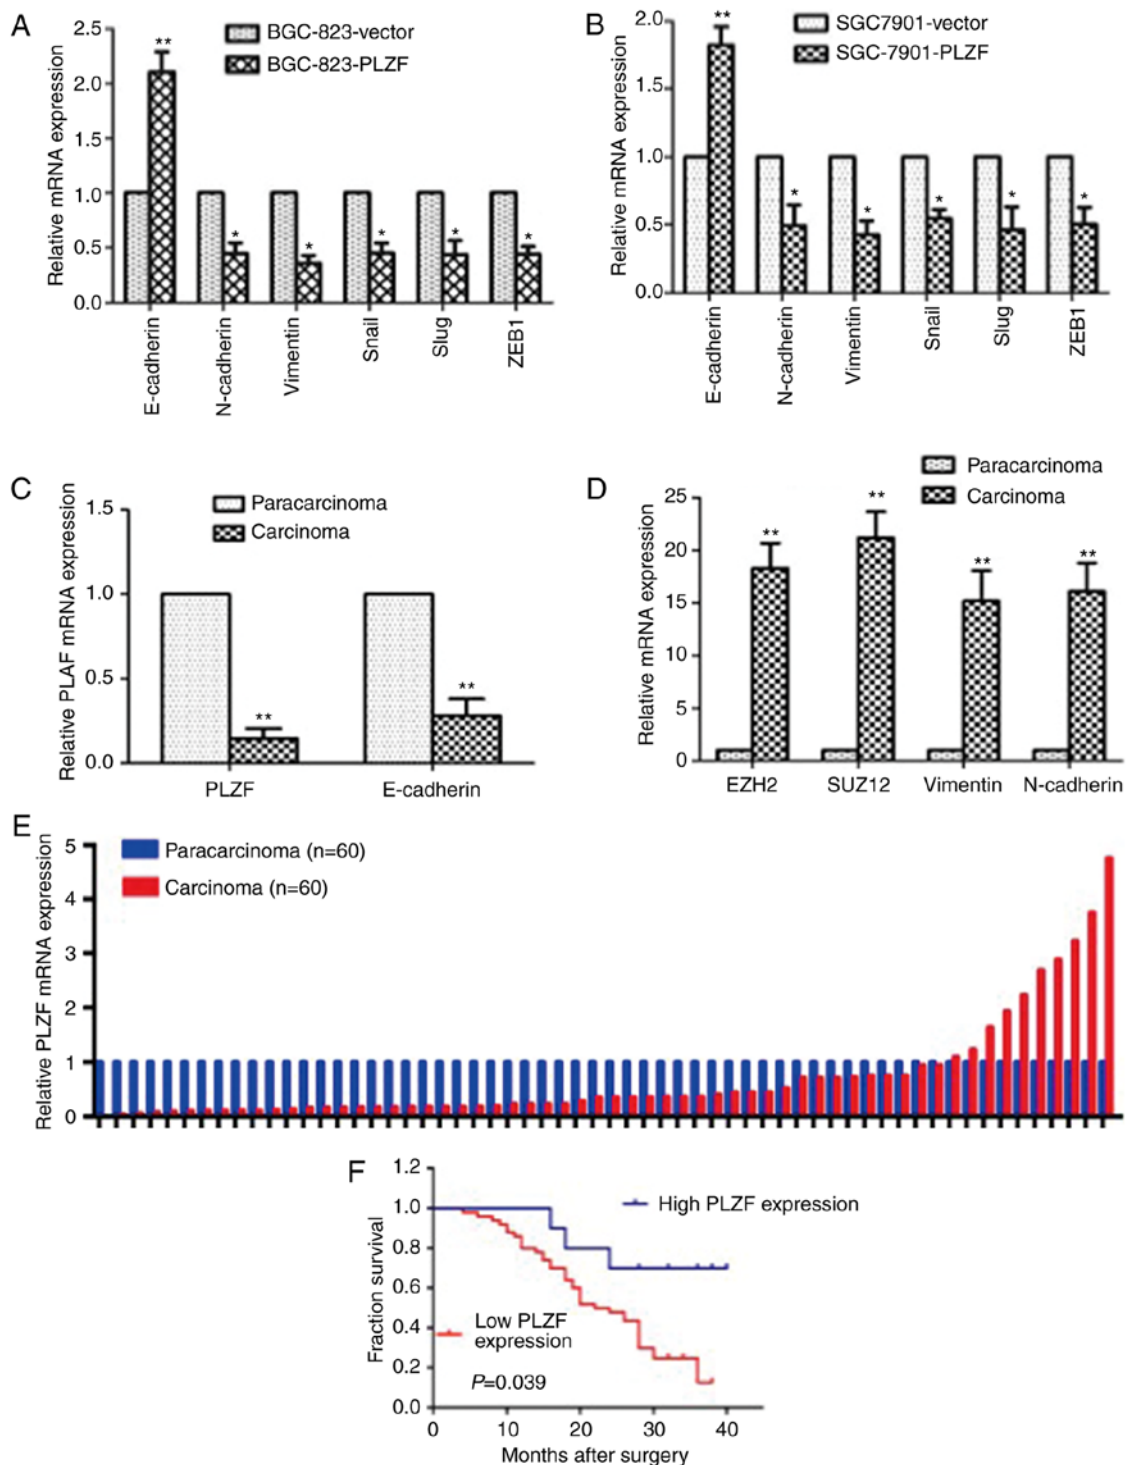 A
Relative mRNA expression
2.5
2.0
1.5
1.0
0.5
0.0
BGC-823-vector
BGC-823-PLZF
**
*
*
*
*
*
E-cadherin
N-cadherin
Vimentin
Snail
Slug
ZEB1
B
Relative mRNA expression
2.0
1.5
1.0
0.5
0.0
SGC7901-vector
SGC-7901-PLZF
**
*
*
*
*
*
E-cadherin
N-cadherin
Vimentin
Snail
Slug
ZEB1
C
Relative PLAF mRNA expression
1.5
1.0
0.5
0.0
Paracarcinoma
Carcinoma
**
**
PLZF
E-cadherin
D
Relative mRNA expression
25
20
15
10
5
0
Paracarcinoma
Carcinoma
**
**
**
**
EZH2
SUZ12
Vimentin
N-cadherin
E
Relative PLZF mRNA expression
5
4
3
2
1
0
Paracarcinoma (n=60)
Carcinoma (n=60)
F
Fraction survival
1.2
1.0
0.8
0.6
0.4
0.2
0.0
High PLZF expression
Low PLZF
expression
P=0.039
0
10
20
30
40
Months after surgery